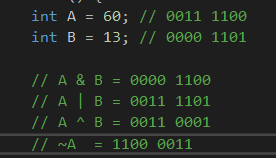 int A = 60; // 0011 1100
int B = 13; // 0000 1101
// A & B = 0000 1100
// A | B = 0011 1101
// A ^ B = 0011 0001
// ~A  = 1100 0011